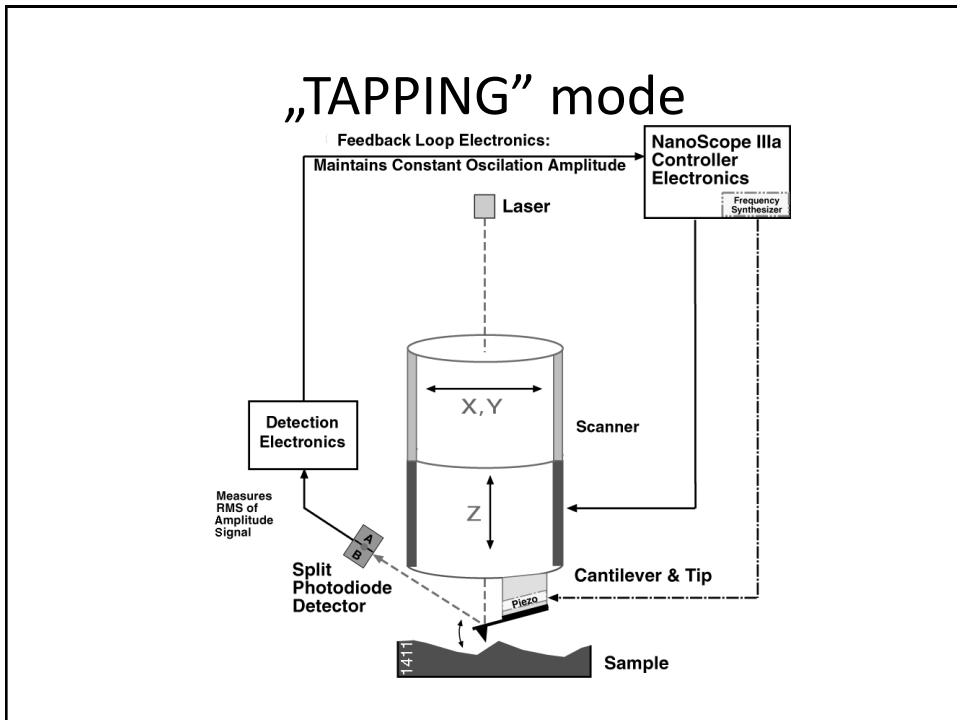 „TAPPING” mode
Feedback Loop Electronics:
Maintains Constant Oscilation Amplitude
NanoScope IIIa
Controller
Electronics
Frequency
Synthesizer
Laser
X,Y
Scanner
Detection
Electronics
Z
Measures
RMS of
Amplitude
Signal
A
B
Split
Photodiode
Detector
Cantilever & Tip
Piezo
1411
Sample